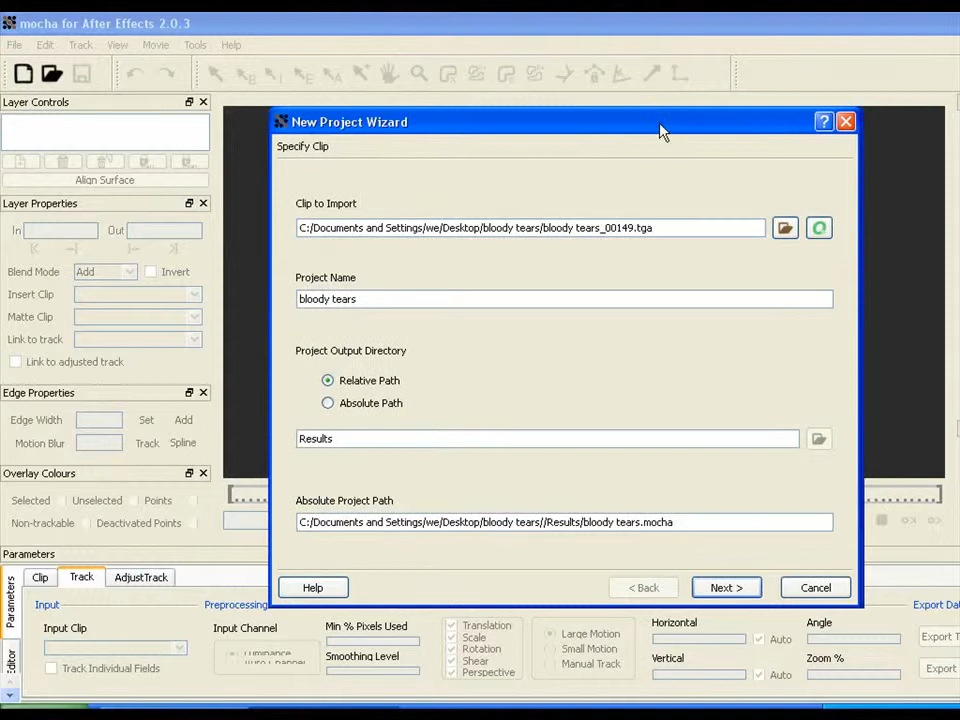 mocha for After Effects 2.0.3
File Edit Track View Movie Tools Help
Layer Controls
Align Surface
Layer Properties
In Out
Blend Mode Add Invert
Insert Clip
Matte Clip
Link to track
Link to adjusted track
Edge Properties
Edge Width Set Add
Motion Blur Track Spline
Overlay Colours
Selected Unselected Points
Non-trackable Deactivated Points
New Project Wizard
Specify Clip
Clip to Import
C:/Documents and Settings/we/Desktop/bloody tears/bloody tears_00149.tga
Project Name
bloody tears
Project Output Directory
Relative Path
Absolute Path
Results
Absolute Project Path
C:/Documents and Settings/we/Desktop/bloody tears//Results/bloody tears.mocha
Help < Back Next > Cancel
Parameters
Clip Track AdjustTrack
Parameters
Editor
Input Preprocessing Export Da
Input Clip
Track Individual Fields
Input Channel
Luminance
Min % Pixels Used
Smoothing Level
Translation
Scale
Rotation
Shear
Perspective
Large Motion
Small Motion
Manual Track
Horizontal Auto
Vertical Auto
Angle
Zoom %
Export T
Export